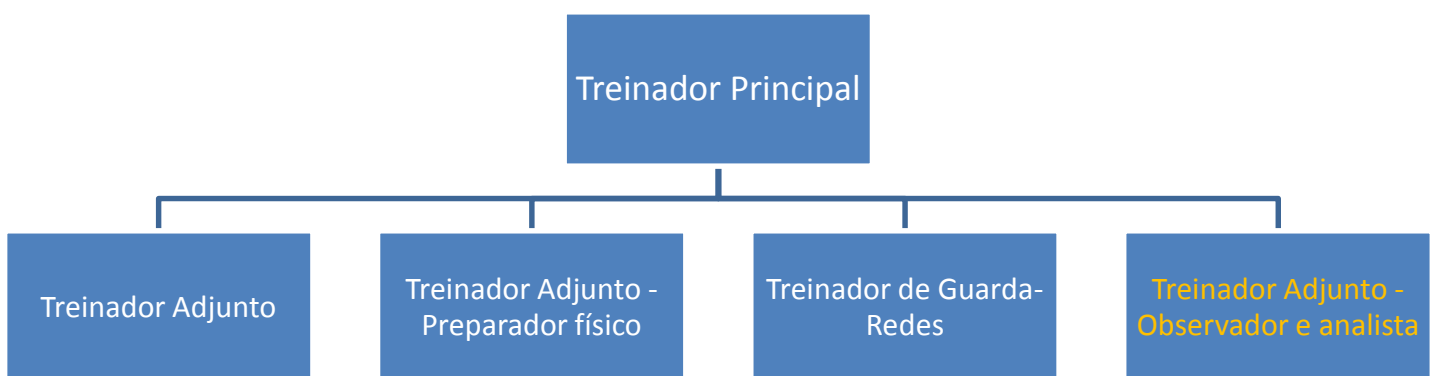 Treinador Principal
Treinador Adjunto
Treinador Adjunto -
Preparador físico
Treinador de Guarda-
Redes
Treinador Adjunto -
Observador e analista